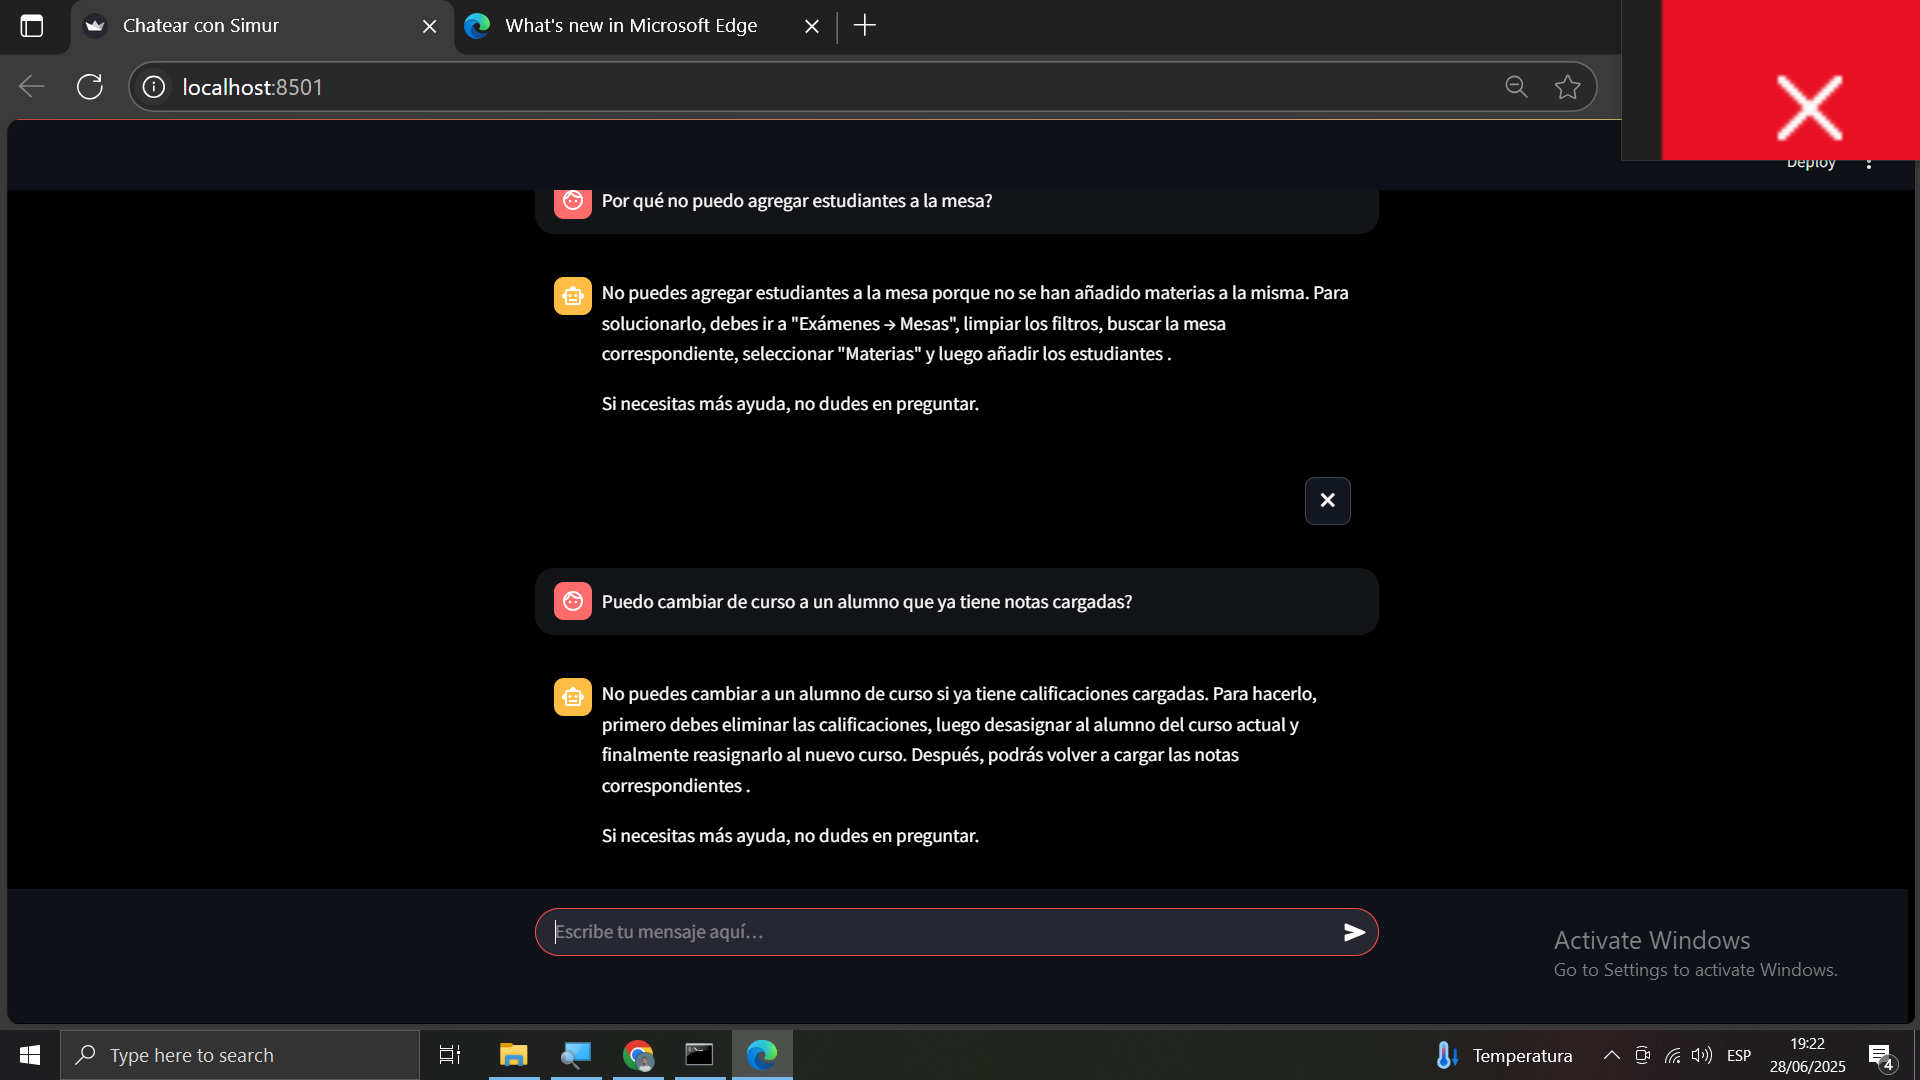 Chatear con Simur
What's new in Microsoft Edge
localhost:8501
Deploy
Por qué no puedo agregar estudiantes a la mesa?
No puedes agregar estudiantes a la mesa porque no se han añadido materias a la misma. Para
solucionarlo, debes ir a "Exámenes → Mesas", limpiar los filtros, buscar la mesa
correspondiente, seleccionar "Materias" y luego añadir los estudiantes .
Si necesitas más ayuda, no dudes en preguntar.
Puedo cambiar de curso a un alumno que ya tiene notas cargadas?
No puedes cambiar a un alumno de curso si ya tiene calificaciones cargadas. Para hacerlo,
primero debes eliminar las calificaciones, luego desasignar al alumno del curso actual y
finalmente reasignarlo al nuevo curso. Después, podrás volver a cargar las notas
correspondientes .
Si necesitas más ayuda, no dudes en preguntar.
Escribe tu mensaje aquí...
Activate Windows
Go to Settings to activate Windows.
Type here to search
Temperatura
ESP
19:22
28/06/2025
4